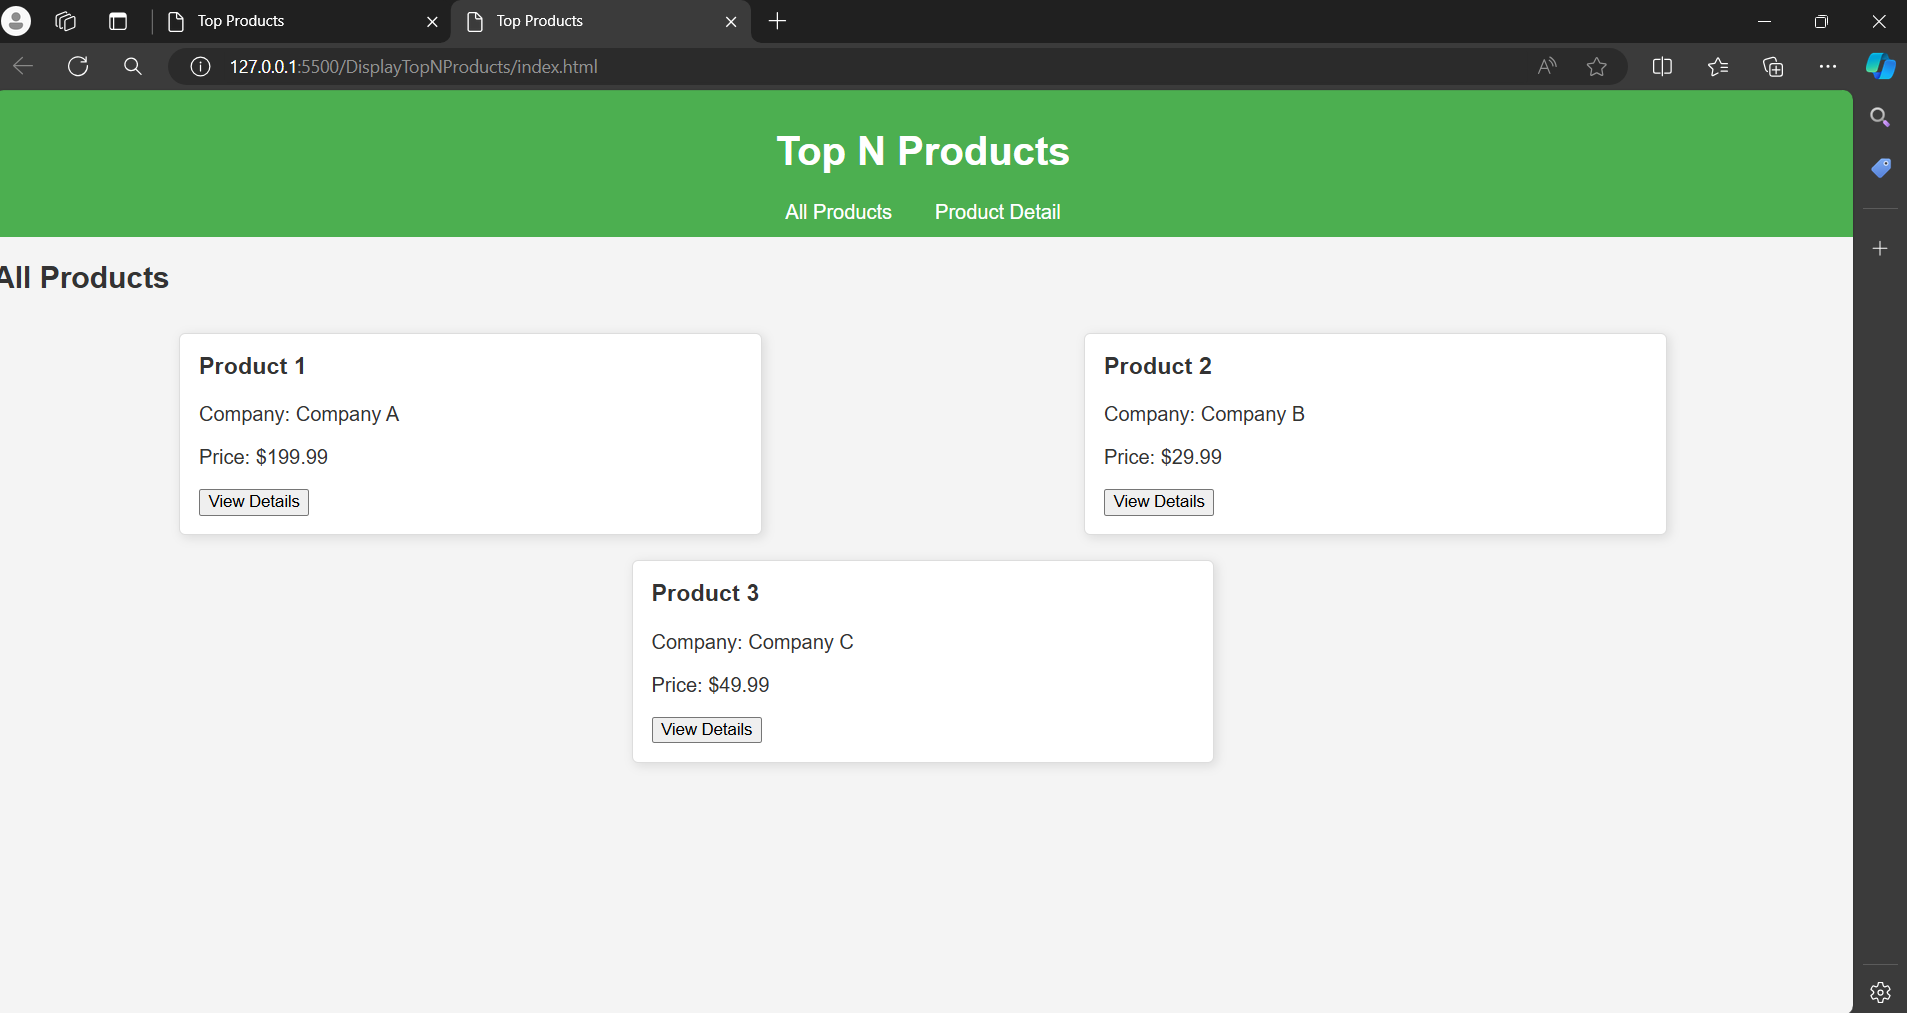 Top Products
Top Products
127.0.0.1:5500/DisplayTopNProducts/index.html
Top N Products
All Products
Product Detail
All Products
Product 1
Company: Company A
Price: $199.99
View Details
Product 2
Company: Company B
Price: $29.99
View Details
Product 3
Company: Company C
Price: $49.99
View Details